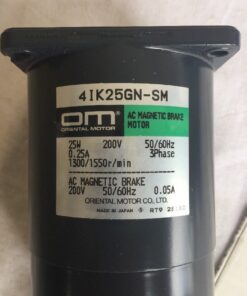 4IK25GN-SM
OM
ORIENTAL MOTOR
AC MAGNETIC BRAKE
MOTOR
25W 200V 50/60Hz
0.25A 3Phase
1300/1550r/min
AC MAGNETIC BRAKE
200V 50/60Hz 0.05A
ORIENTAL MOTOR CO., LTD.
MADE IN JAPAN RT9